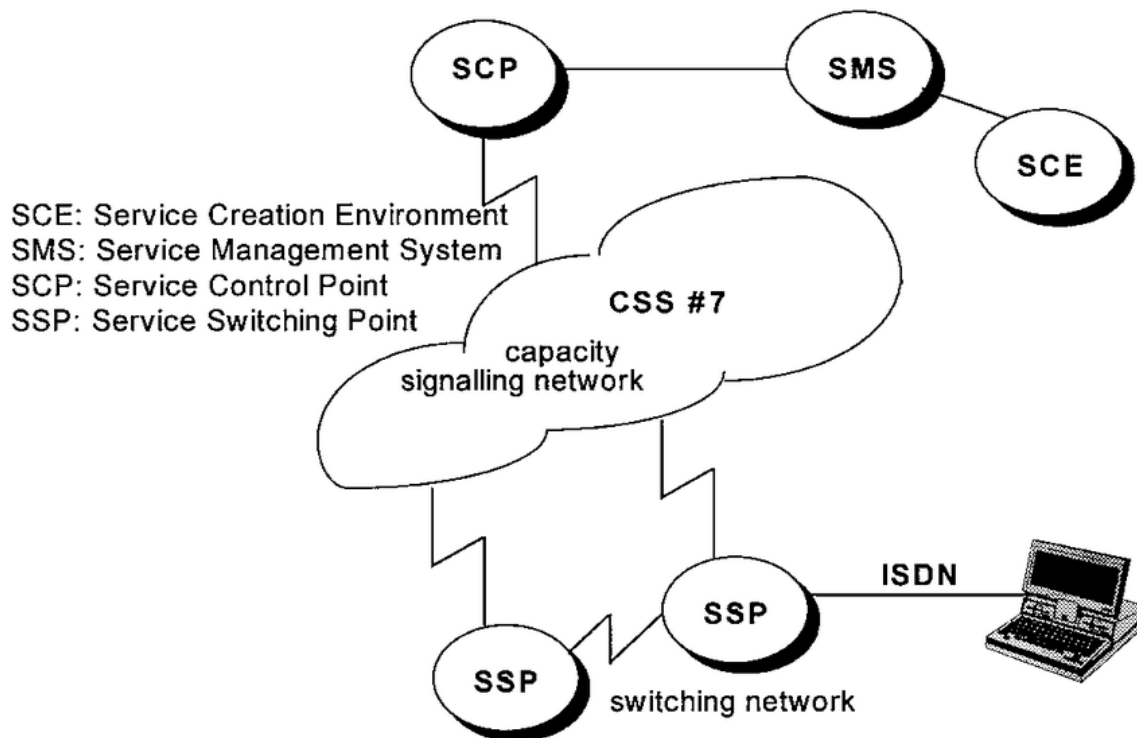 SCP
SMS
SCE
SCE: Service Creation Environment
SMS: Service Management System
SCP: Service Control Point
SSP: Service Switching Point
CSS #7
capacity
signalling network
ISDN
SSP
SSP
switching network